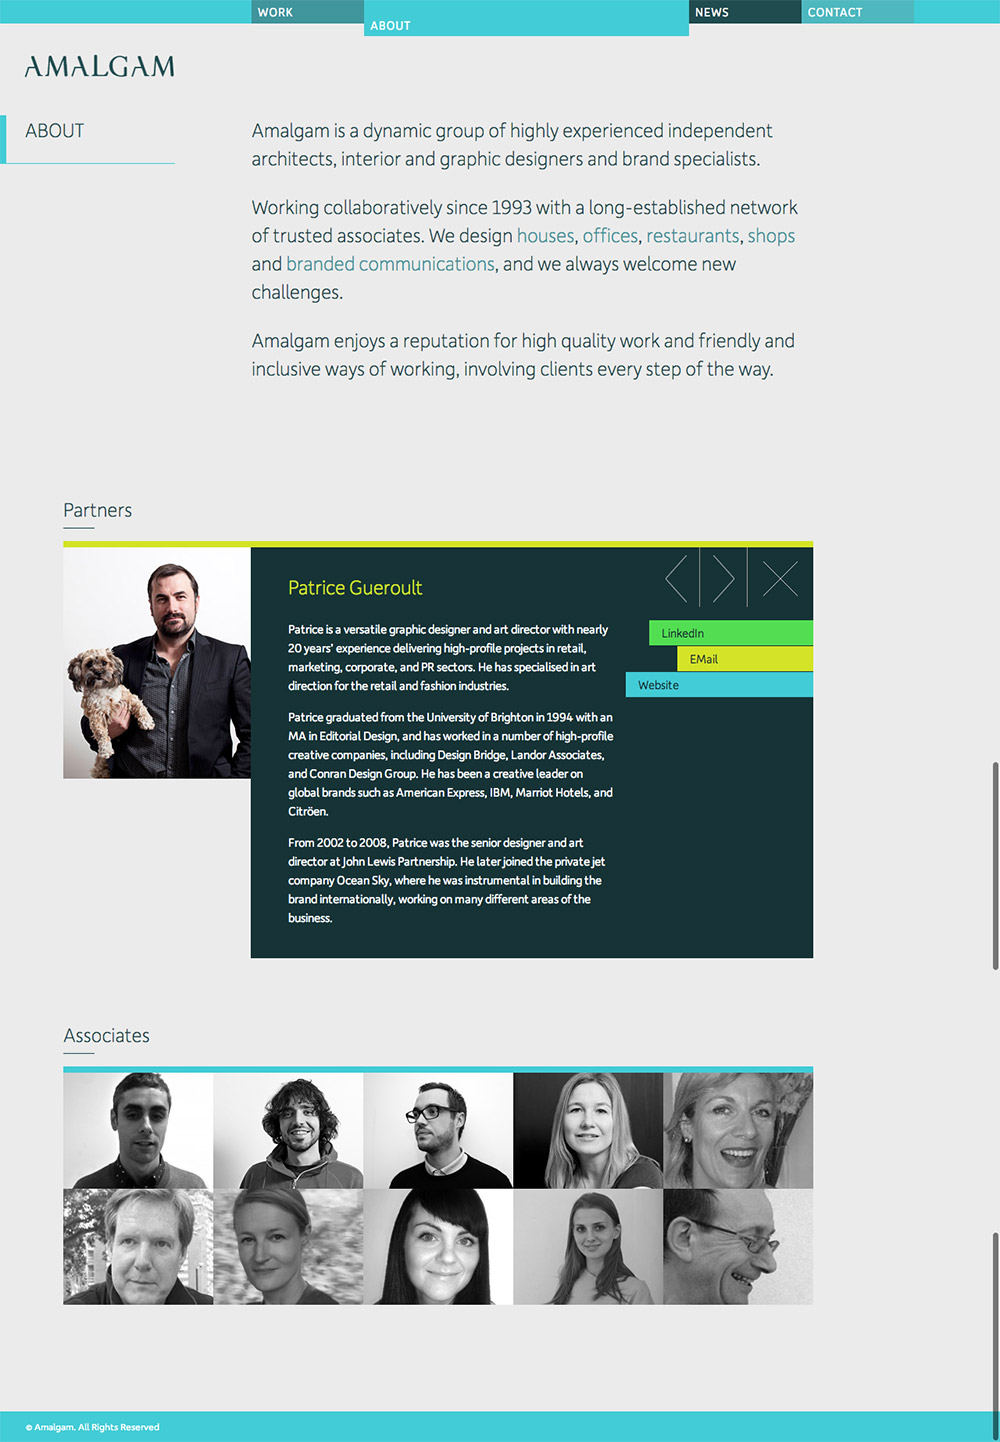 WORK
ABOUT
NEWS
CONTACT
AMALGAM
ABOUT
Amalgam is a dynamic group of highly experienced independent
architects, interior and graphic designers and brand specialists.
Working collaboratively since 1993 with a long-established network
of trusted associates. We design houses, offices, restaurants, shops
and branded communications, and we always welcome new
challenges.
Amalgam enjoys a reputation for high quality work and friendly and
inclusive ways of working, involving clients every step of the way.
Partners
Patrice Gueroult
Patrice is a versatile graphic designer and art director with nearly
20 years' experience delivering high-profile projects in retail,
marketing, corporate, and PR sectors. He has specialised in art
direction for the retail and fashion industries.
Patrice graduated from the University of Brighton in 1994 with an
MA in Editorial Design, and has worked in a number of high-profile
creative companies, including Design Bridge, Landor Associates,
and Conran Design Group. He has been a creative leader on
global brands such as American Express, IBM, Marriot Hotels, and
Citröen.
From 2002 to 2008, Patrice was the senior designer and art
director at John Lewis Partnership. He later joined the private jet
company Ocean Sky, where he was instrumental in building the
brand internationally, working on many different areas of the
business.
LinkedIn
EMail
Website
Associates
© Amalgam. All Rights Reserved